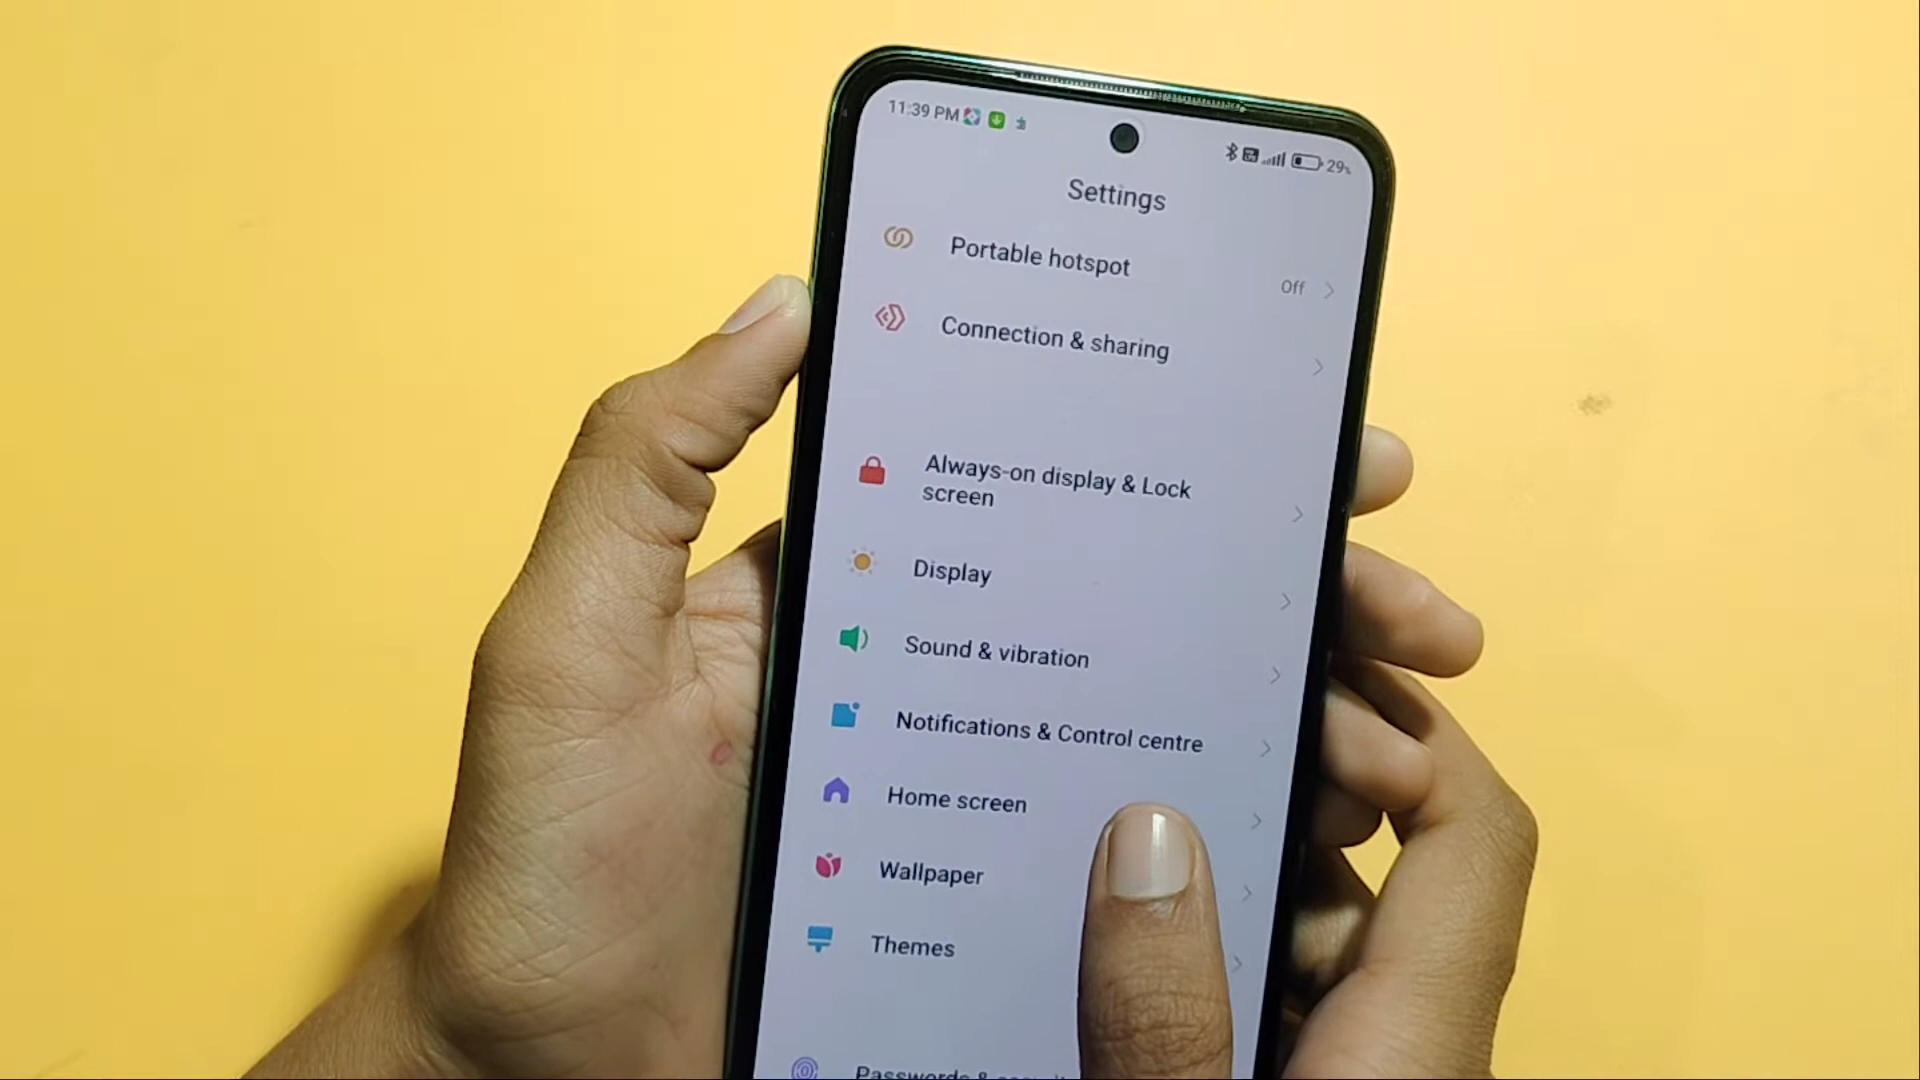 11:39 PM
29%
Settings
Portable hotspot
Off
Connection & sharing
Always-on display & Lock
screen
Display
Sound & vibration
Notifications & Control centre
Home screen
Wallpaper
Themes
Passwords &